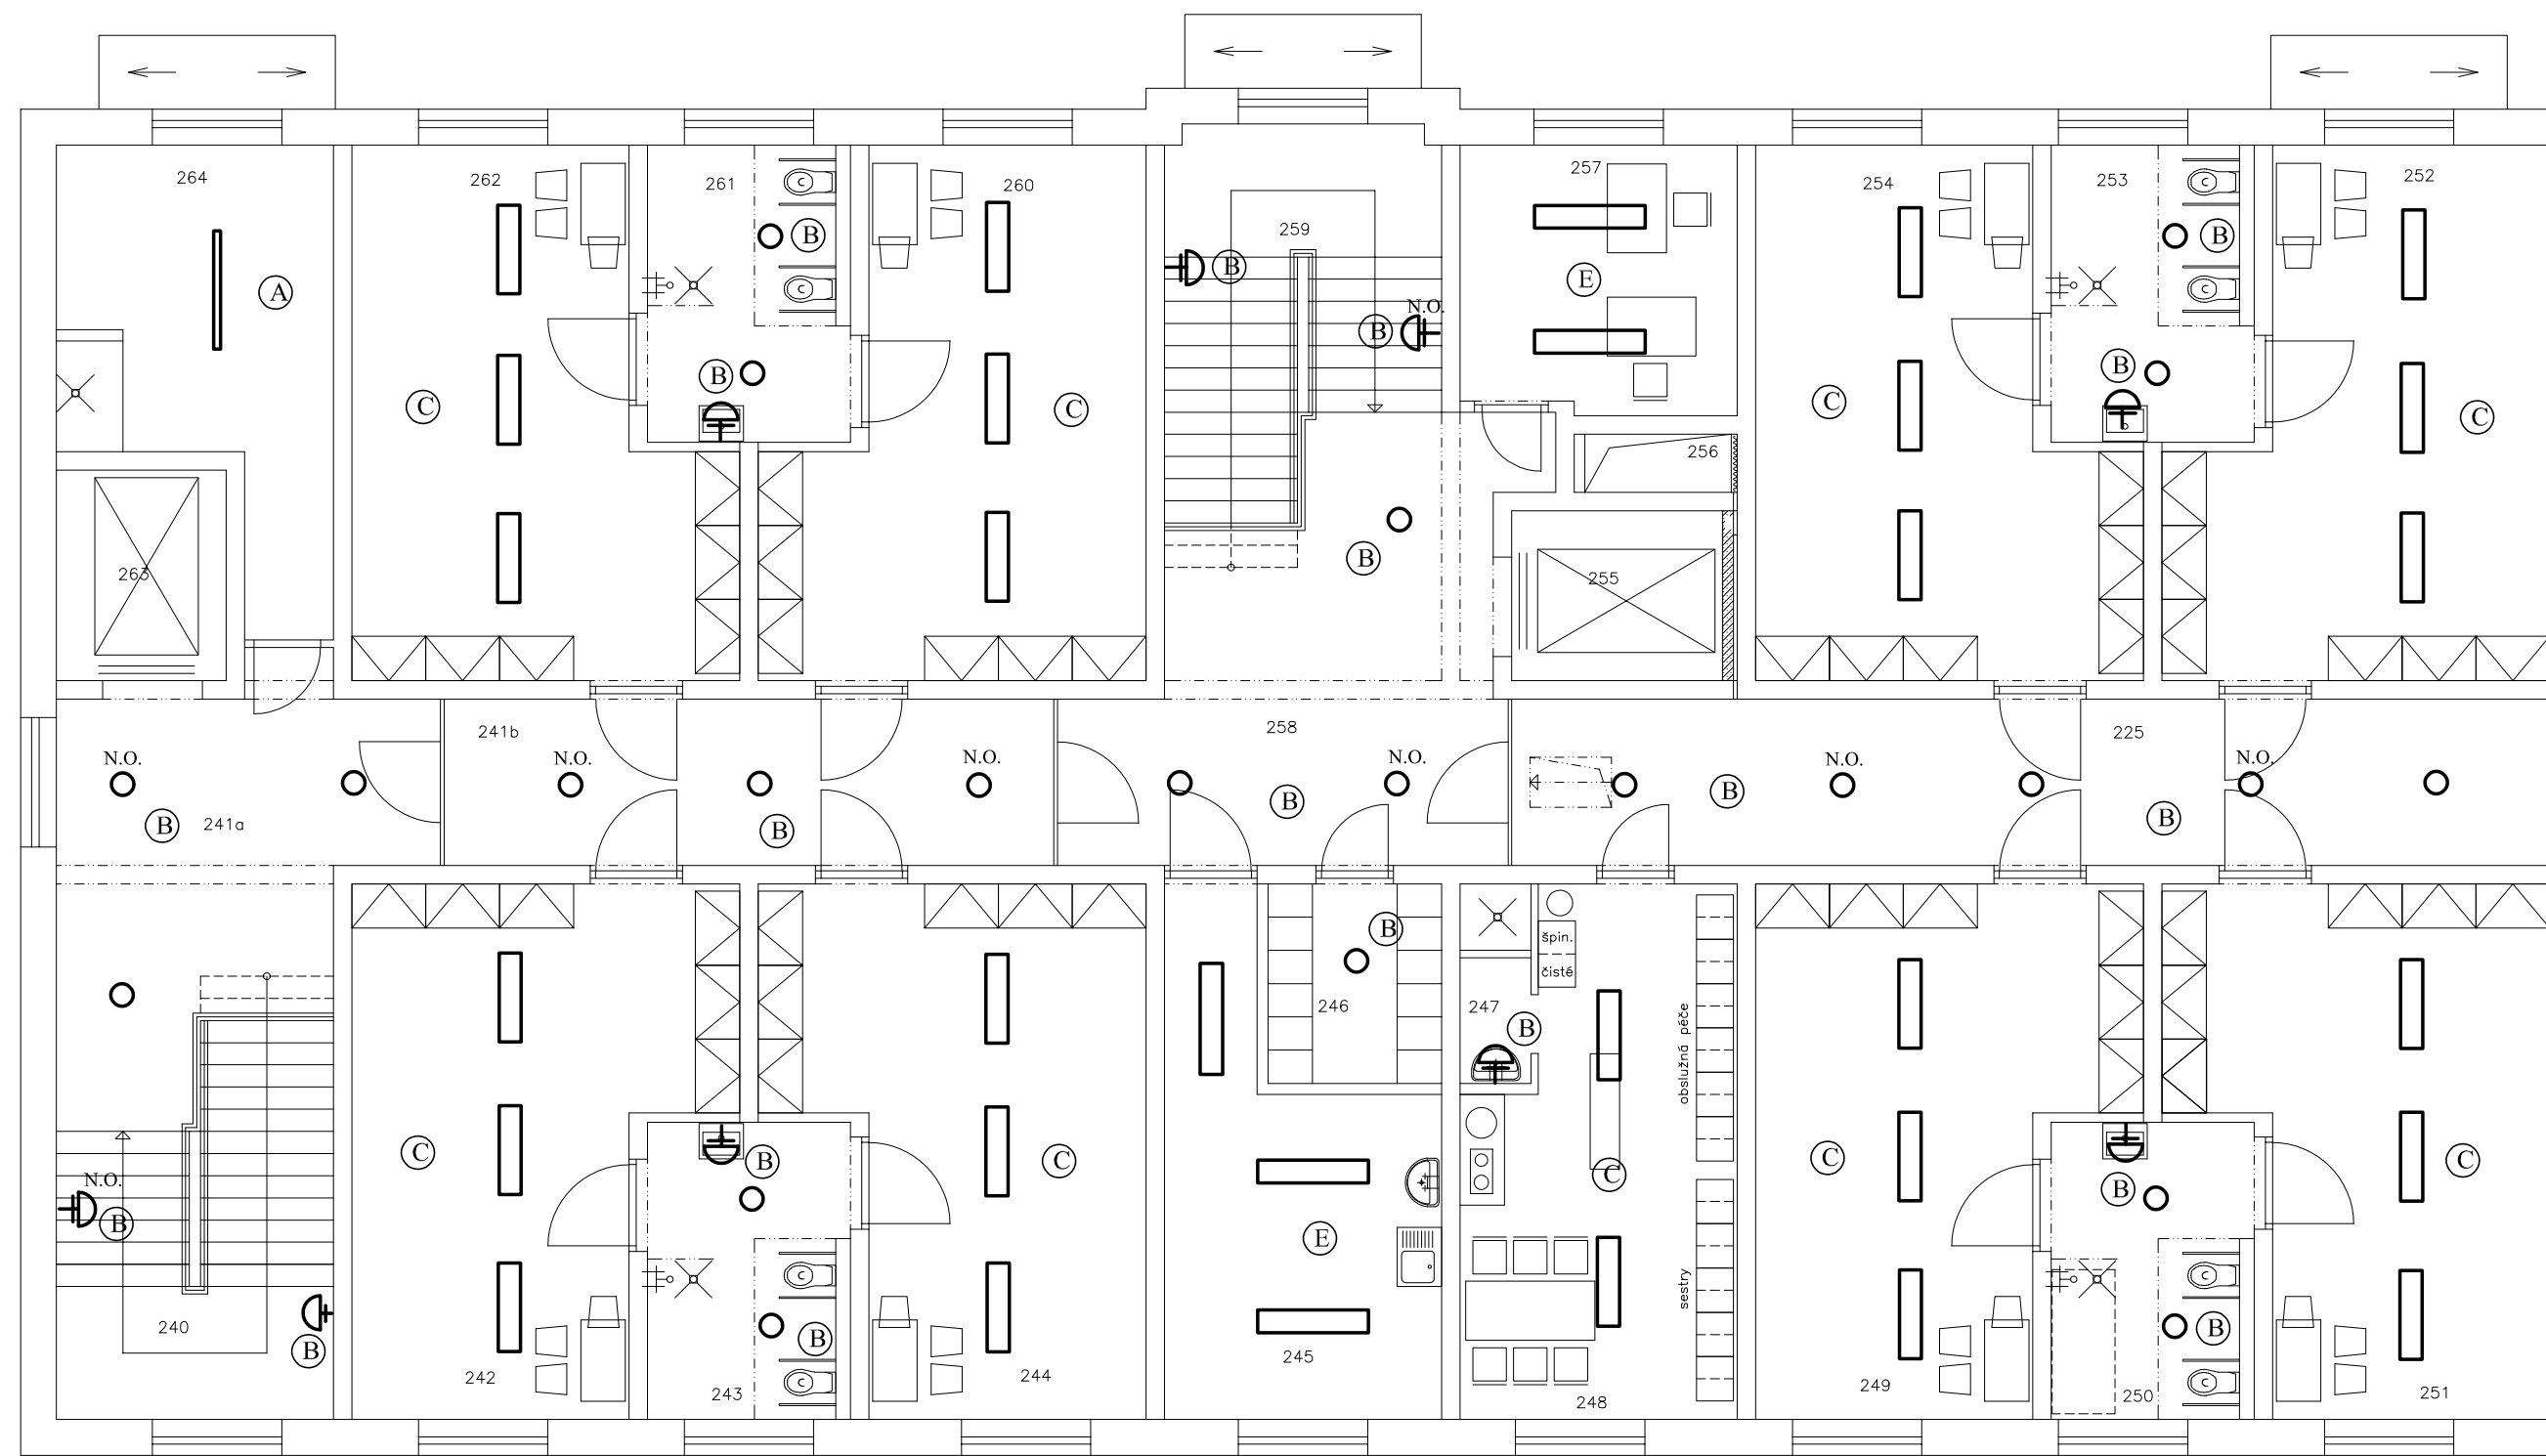 264
262
261
260
259
257
254
253
252
B
B
B
B
A
E
N.O.
B
B
B
C
C
C
C
256
B
263
255
241b
258
225
N.O.
N.O.
N.O.
N.O.
N.O.
N.O.
B
241a
B
B
B
B
B
špin.
čisté
246
247
B
obslužná péče
C
B
C
C
C
C
B
N.O.
B
E
sestry
240
B
B
B
245
242
243
244
248
249
250
251
c
c
c
c
c
c
c
c